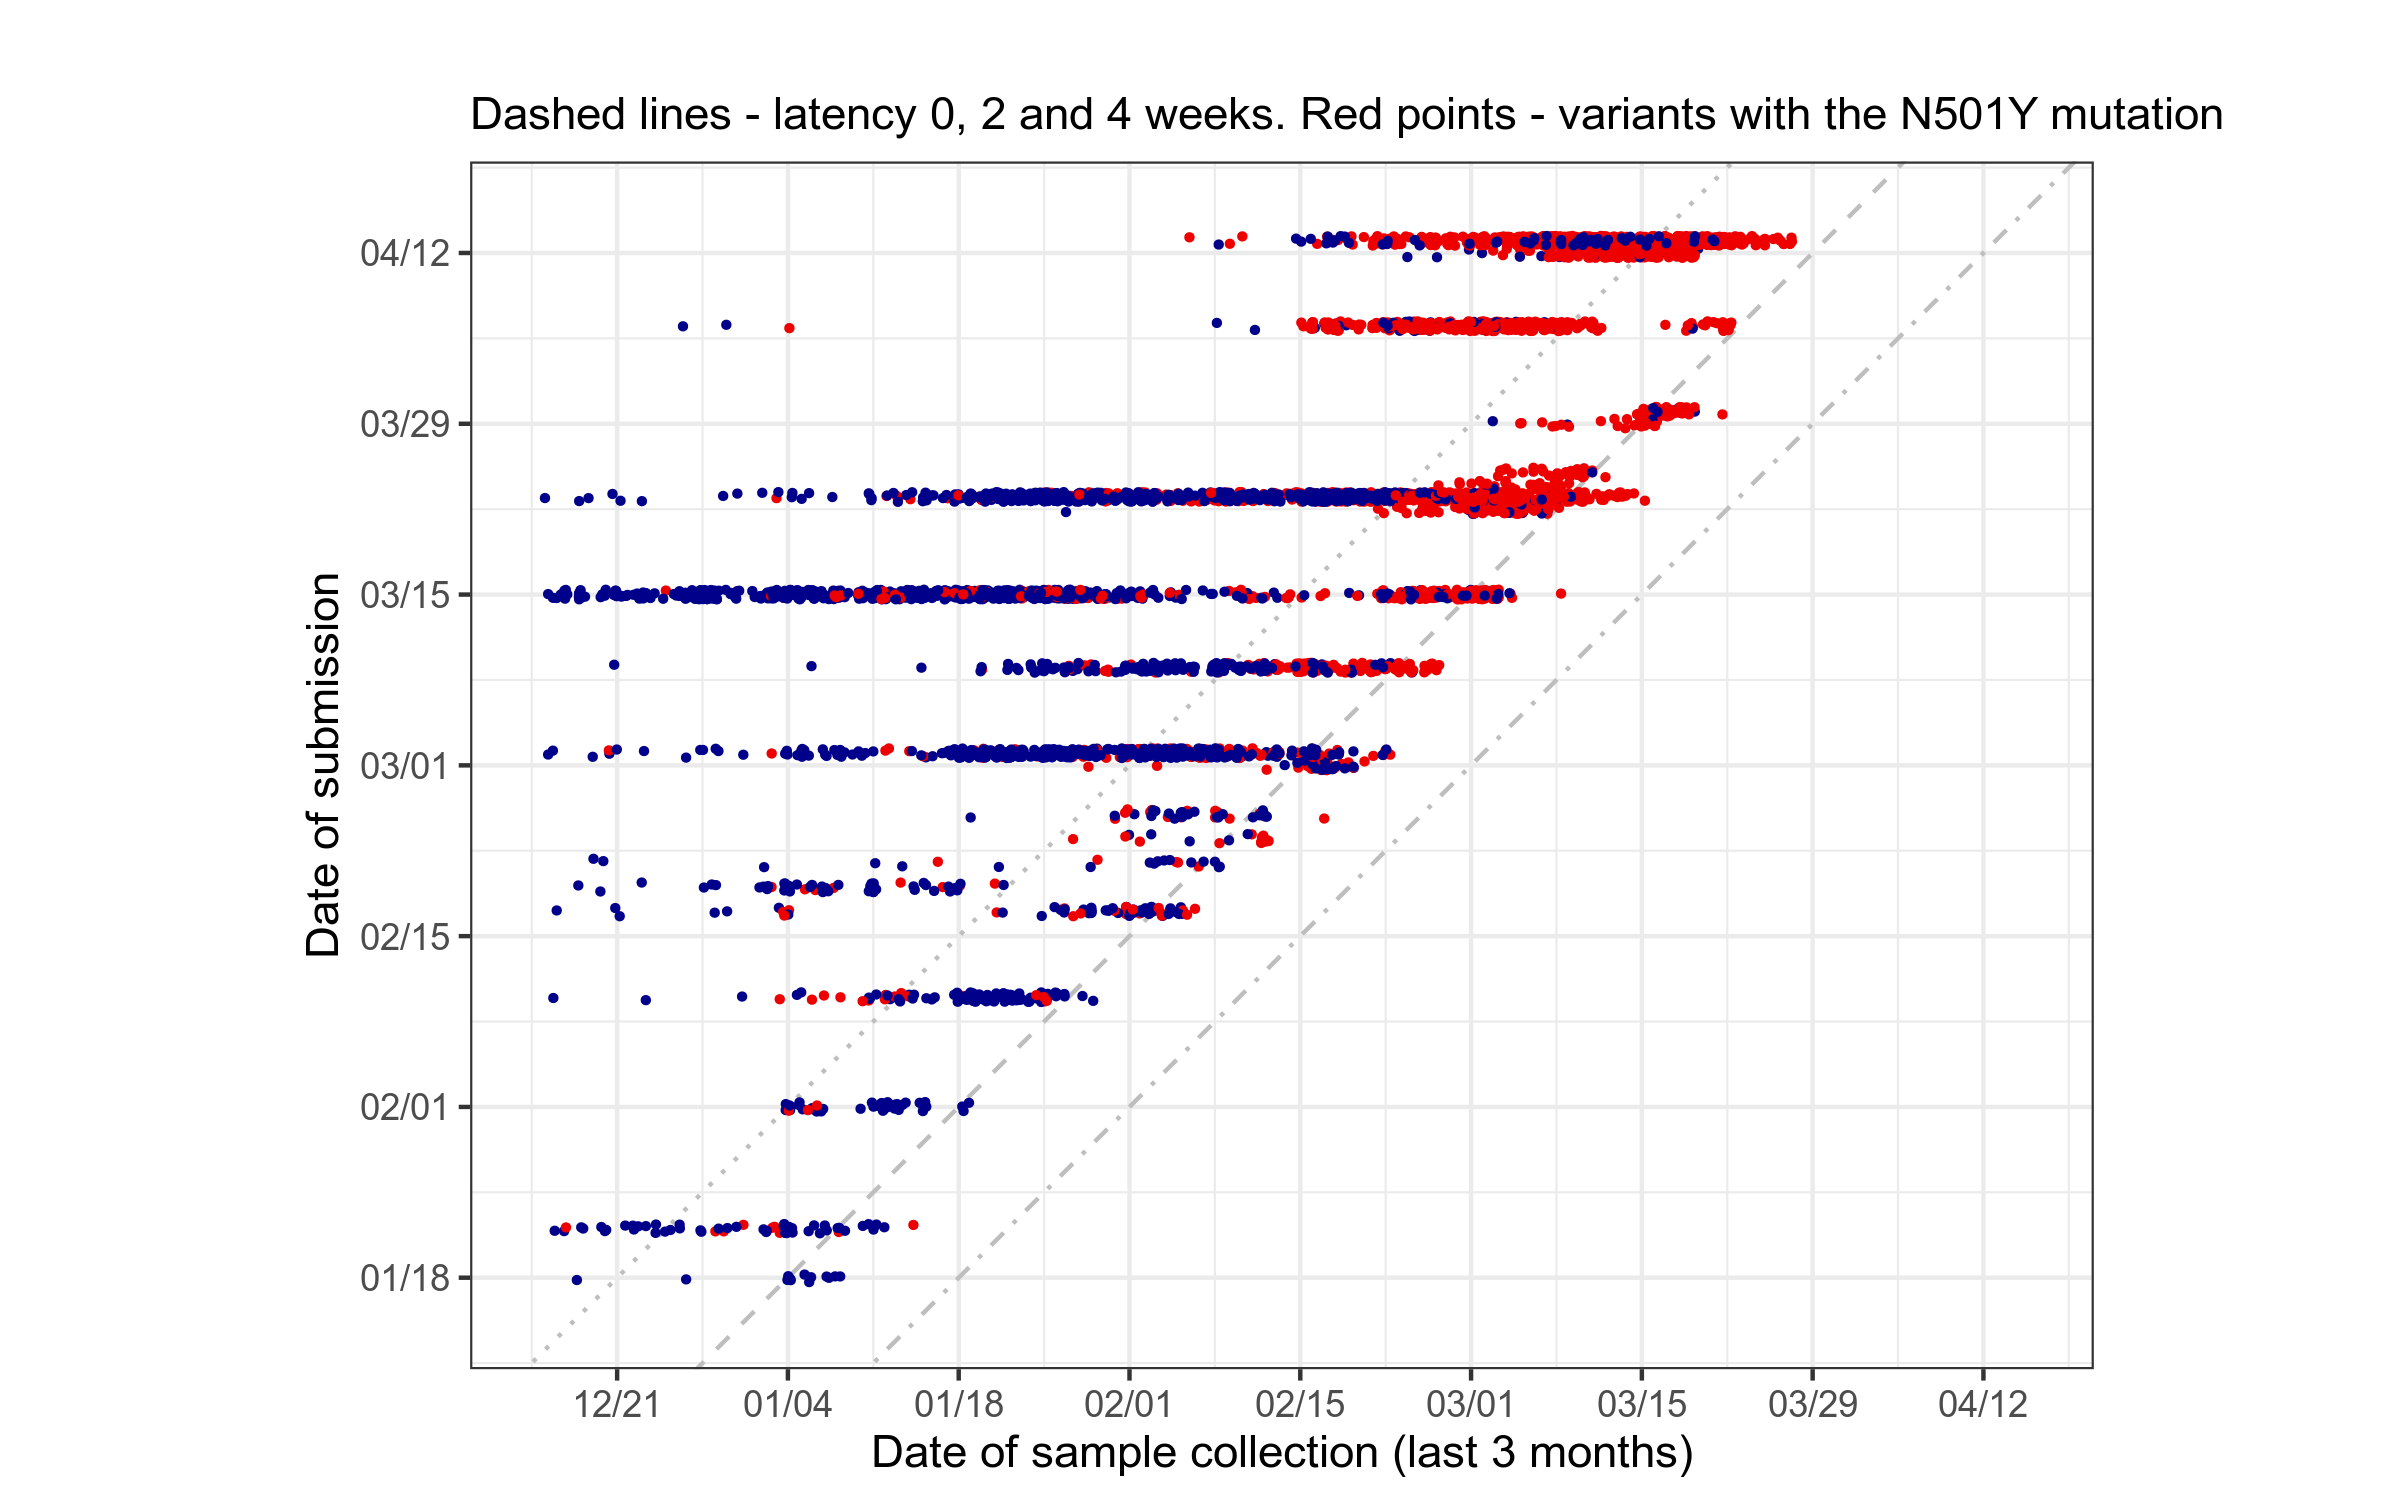 Dashed lines - latency 0, 2 and 4 weeks. Red points - variants with the N501Y mutation
04/12
03/29
03/15
03/01
02/15
02/01
01/18
Date of submission
12/21 01/04 01/18 02/01 02/15 03/01 03/15 03/29 04/12
Date of sample collection (last 3 months)